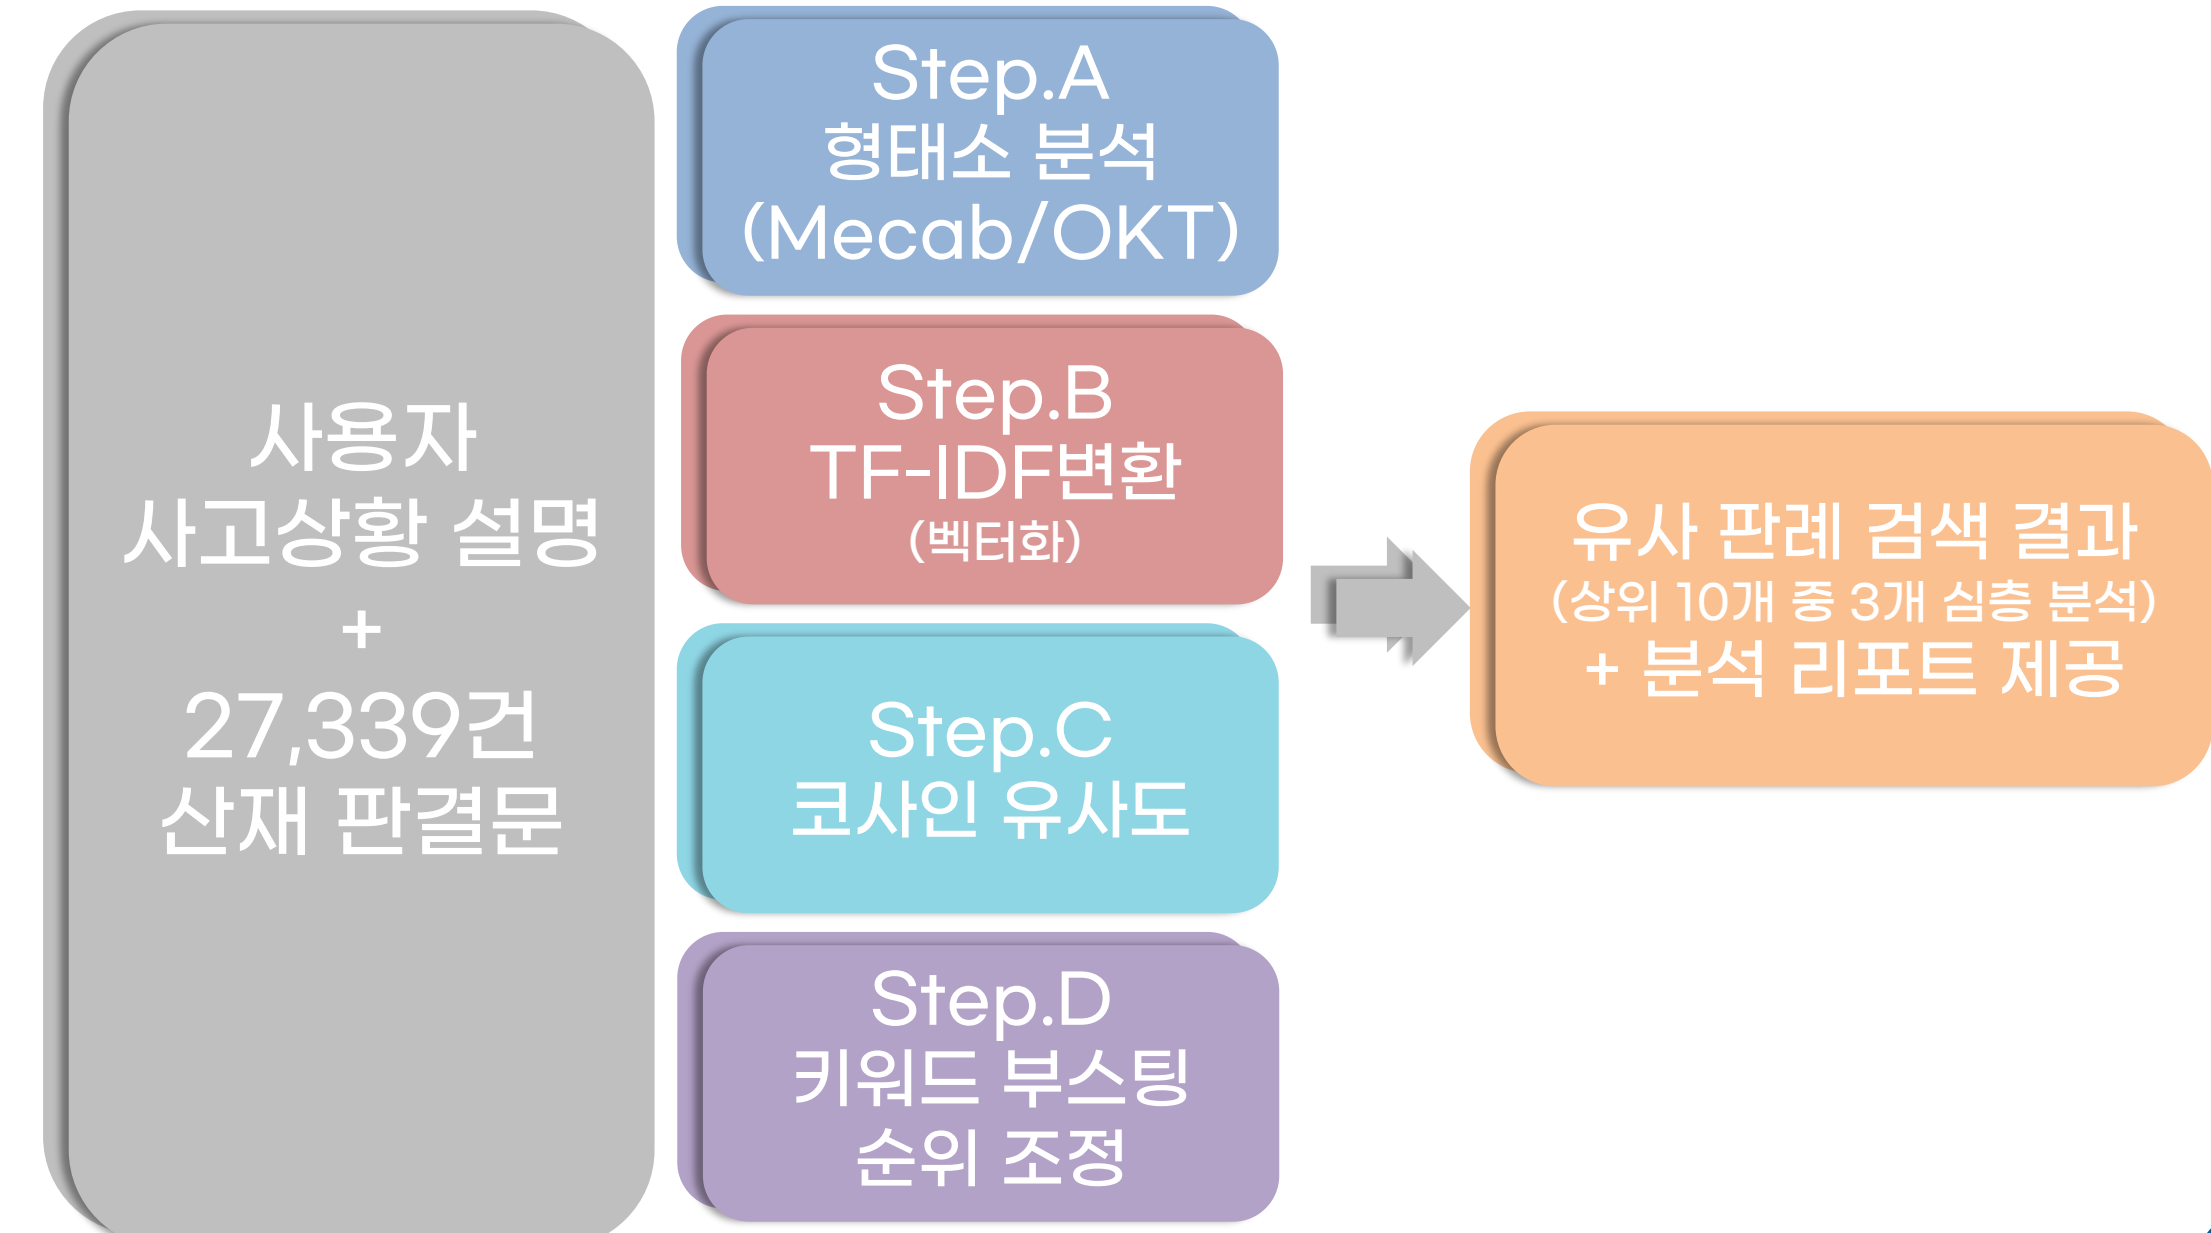 사용자
사고상황 설명
+
27,339건
산재 판결문
Step.A
형태소 분석
(Mecab/OKT)
Step.B
TF-IDF변환
(벡터화)
Step.C
코사인 유사도
Step.D
키워드 부스팅
순위 조정
유사 판례 검색 결과
(상위 10개 중 3개 심층 분석)
+ 분석 리포트 제공